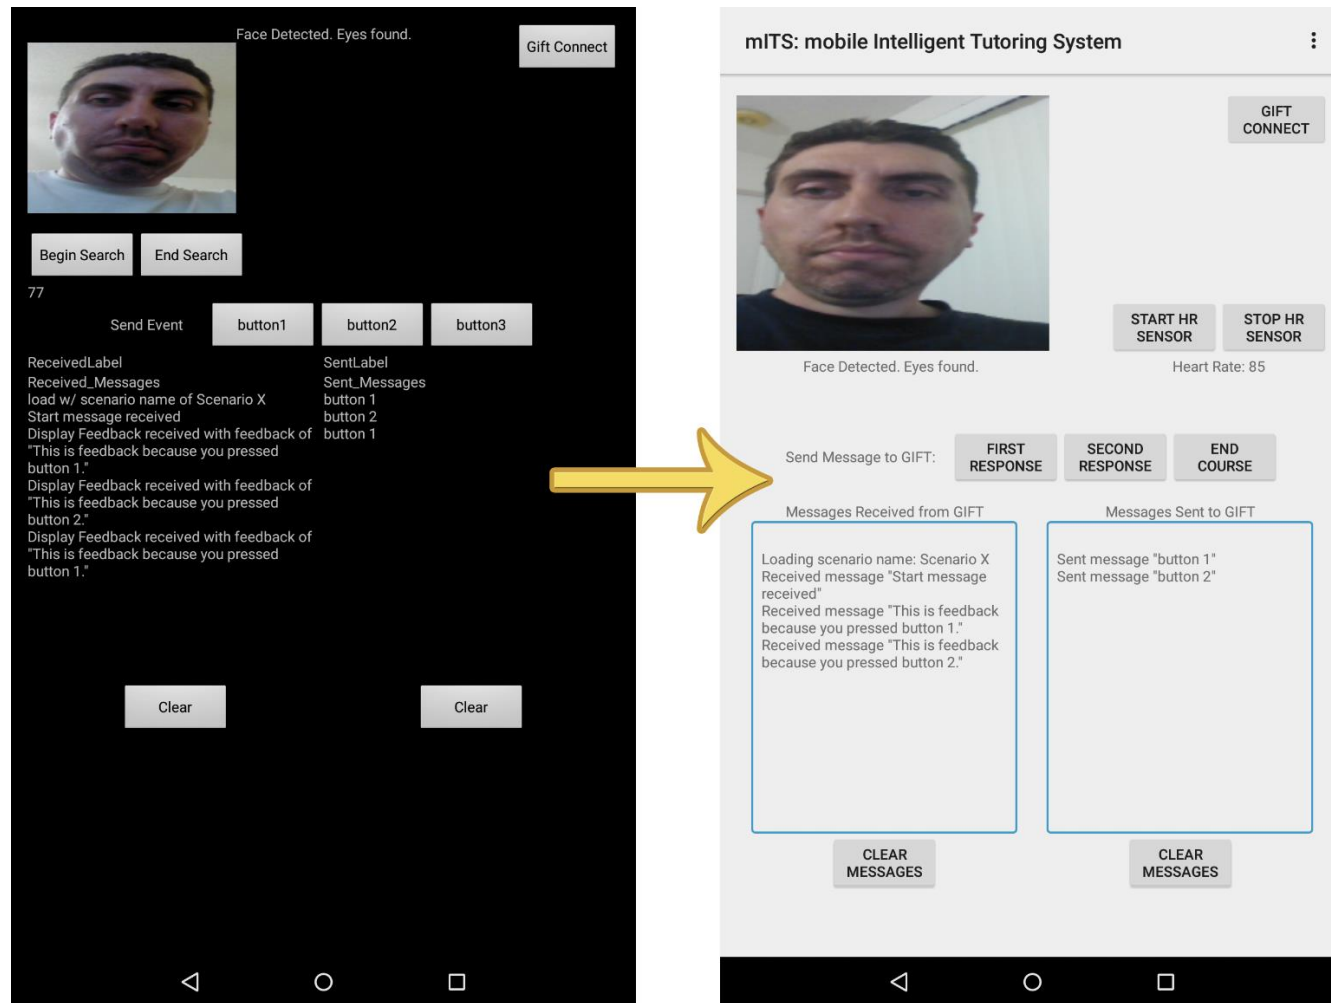 Face Detected. Eyes found.
Gift Connect
Begin Search
End Search
77
Send Event
button1
button2
button3
ReceivedLabel
Received_Messages
load w/ scenario name of Scenario X
Start message received
Display Feedback received with feedback of
"This is feedback because you pressed
button 1."
Display Feedback received with feedback of
"This is feedback because you pressed
button 2."
Display Feedback received with feedback of
"This is feedback because you pressed
button 1."
SentLabel
Sent_Messages
button 1
button 2
button 1
Clear
Clear
mITS: mobile Intelligent Tutoring System
GIFT
CONNECT
START HR
SENSOR
STOP HR
SENSOR
Face Detected. Eyes found.
Heart Rate: 85
Send Message to GIFT:
FIRST
RESPONSE
SECOND
RESPONSE
END
COURSE
Messages Received from GIFT
Loading scenario name: Scenario X
Received message "Start message
received"
Received message "This is feedback
because you pressed button 1."
Received message "This is feedback
because you pressed button 2."
Messages Sent to GIFT
Sent message "button 1"
Sent message "button 2"
CLEAR
MESSAGES
CLEAR
MESSAGES